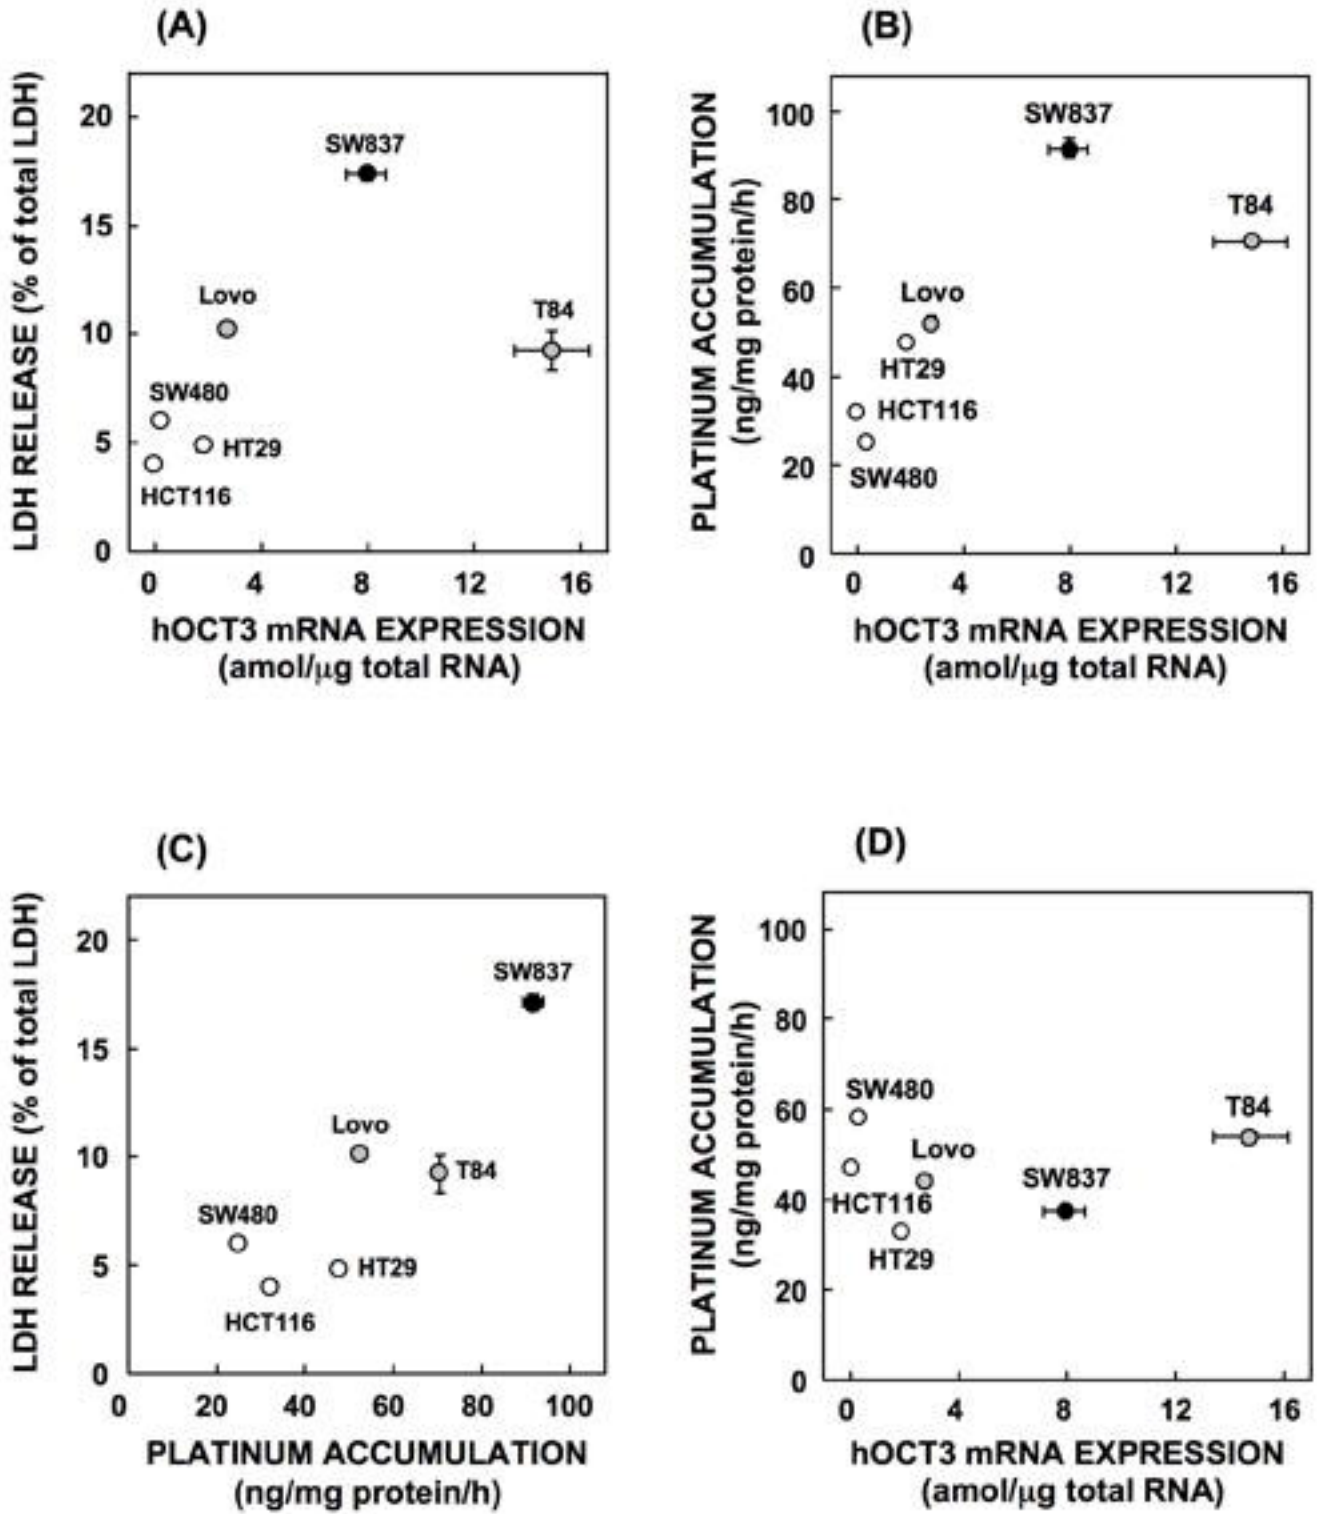 (A)
LDH RELEASE (% of total LDH)
20
15
10
5
0
SW837
Lovo
T84
SW480
HT29
HCT116
0 4 8 12 16
hOCT3 mRNA EXPRESSION
(amol/μg total RNA)
(B)
PLATINUM ACCUMULATION
(ng/mg protein/h)
100
80
60
40
20
0
SW837
T84
Lovo
HT29
HCT116
SW480
0 4 8 12 16
hOCT3 mRNA EXPRESSION
(amol/μg total RNA)
(C)
LDH RELEASE (% of total LDH)
20
15
10
5
0
SW837
Lovo
T84
SW480
HT29
HCT116
0 20 40 60 80 100
PLATINUM ACCUMULATION
(ng/mg protein/h)
(D)
PLATINUM ACCUMULATION
(ng/mg protein/h)
100
80
60
40
20
0
SW480
T84
Lovo
SW837
HCT116
HT29
0 4 8 12 16
hOCT3 mRNA EXPRESSION
(amol/μg total RNA)